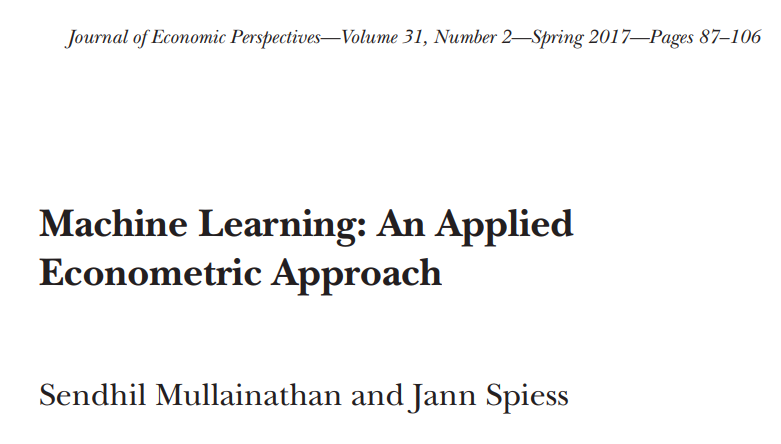 Journal of Economic Perspectives—Volume 31, Number 2—Spring 2017—Pages 87–106
Machine Learning: An Applied
Econometric Approach
Sendhil Mullainathan and Jann Spiess